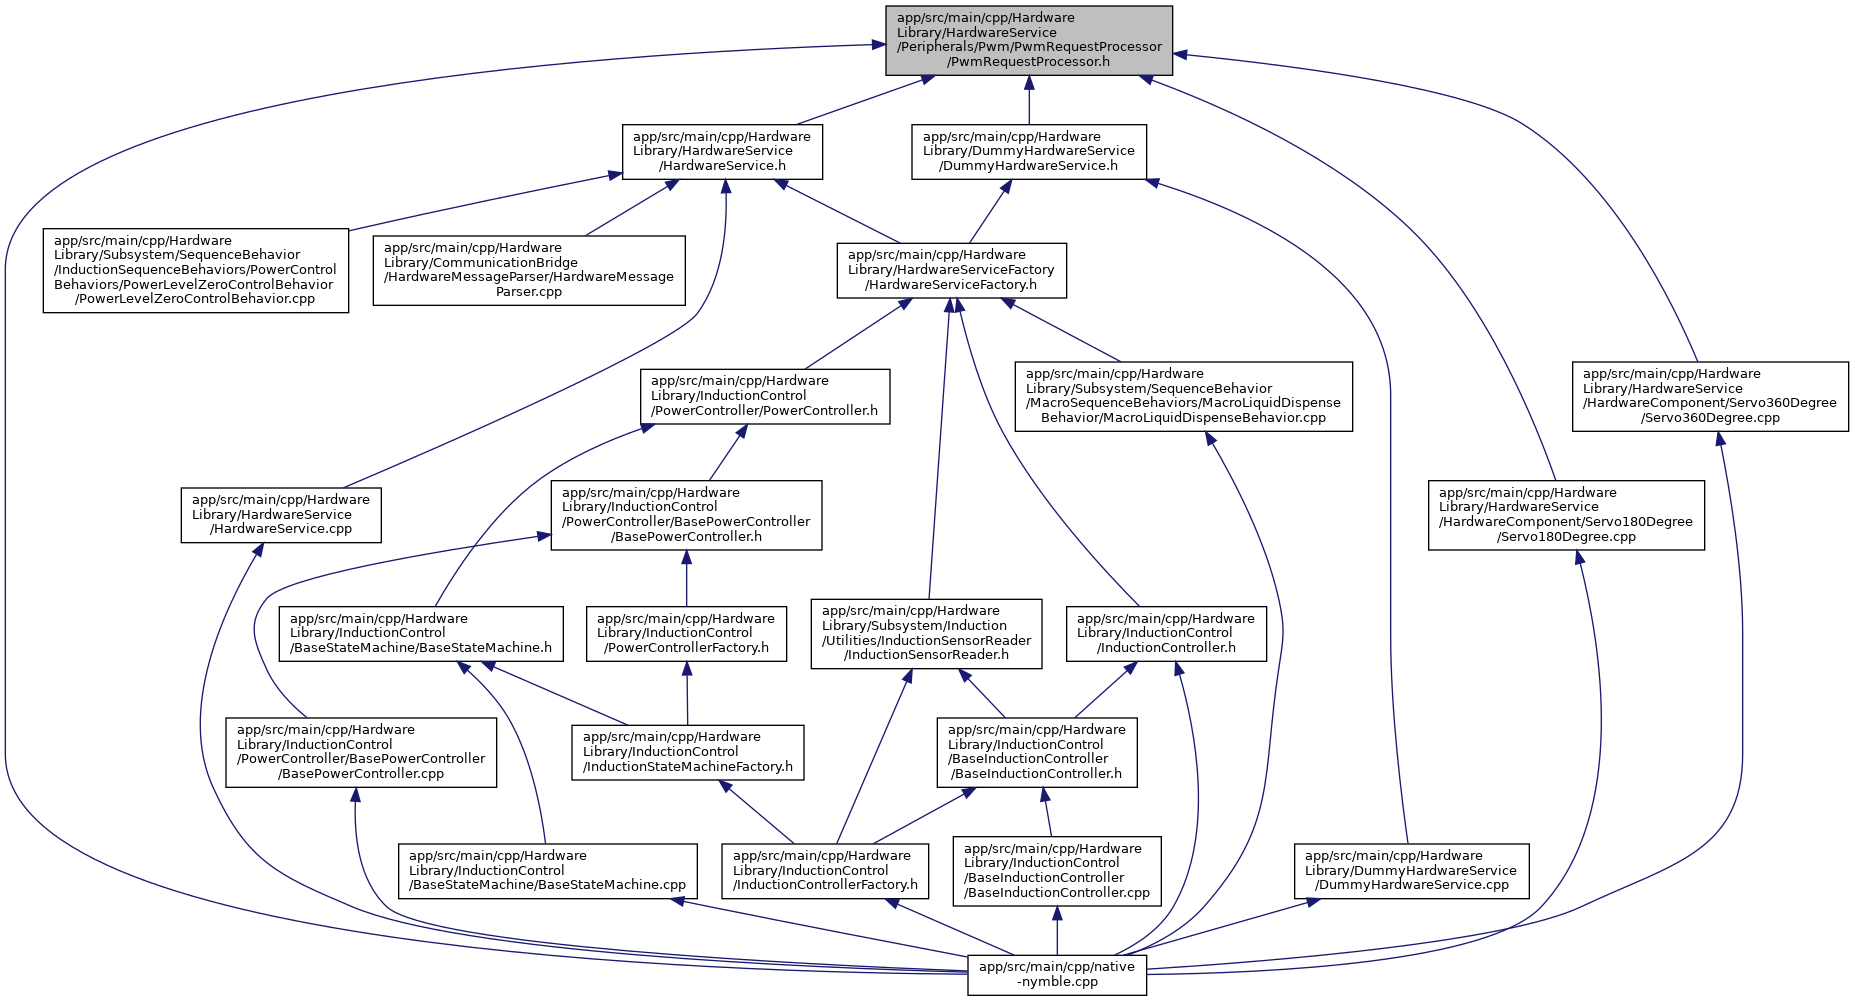 app/src/main/cpp/Hardware
Library/HardwareService
/Peripherals/Pwm/PwmRequestProcessor
/PwmRequestProcessor.h
app/src/main/cpp/Hardware
Library/HardwareService
/HardwareService.h
app/src/main/cpp/Hardware
Library/DummyHardwareService
/DummyHardwareService.h
app/src/main/cpp/Hardware
Library/Subsystem/SequenceBehavior
/InductionSequenceBehaviors/PowerControl
Behaviors/PowerLevelZeroControlBehavior
/PowerLevelZeroControlBehavior.cpp
app/src/main/cpp/Hardware
Library/CommunicationBridge
/HardwareMessageParser/HardwareMessage
Parser.cpp
app/src/main/cpp/Hardware
Library/HardwareServiceFactory
/HardwareServiceFactory.h
app/src/main/cpp/Hardware
Library/InductionControl
/PowerController/PowerController.h
app/src/main/cpp/Hardware
Library/Subsystem/SequenceBehavior
/MacroSequenceBehaviors/MacroLiquidDispense
Behavior/MacroLiquidDispenseBehavior.cpp
app/src/main/cpp/Hardware
Library/HardwareService
/HardwareComponent/Servo360Degree
/Servo360Degree.cpp
app/src/main/cpp/Hardware
Library/HardwareService
/HardwareService.cpp
app/src/main/cpp/Hardware
Library/InductionControl
/PowerController/BasePowerController
/BasePowerController.h
app/src/main/cpp/Hardware
Library/HardwareService
/HardwareComponent/Servo180Degree
/Servo180Degree.cpp
app/src/main/cpp/Hardware
Library/InductionControl
/BaseStateMachine/BaseStateMachine.h
app/src/main/cpp/Hardware
Library/InductionControl
/PowerControllerFactory.h
app/src/main/cpp/Hardware
Library/Subsystem/Induction
/Utilities/InductionSensorReader
/InductionSensorReader.h
app/src/main/cpp/Hardware
Library/InductionControl
/InductionController.h
app/src/main/cpp/Hardware
Library/InductionControl
/PowerController/BasePowerController
/BasePowerController.cpp
app/src/main/cpp/Hardware
Library/InductionControl
/InductionStateMachineFactory.h
app/src/main/cpp/Hardware
Library/InductionControl
/BaseInductionController
/BaseInductionController.h
app/src/main/cpp/Hardware
Library/InductionControl
/BaseStateMachine/BaseStateMachine.cpp
app/src/main/cpp/Hardware
Library/InductionControl
/InductionControllerFactory.h
app/src/main/cpp/Hardware
Library/InductionControl
/BaseInductionController
/BaseInductionController.cpp
app/src/main/cpp/Hardware
Library/DummyHardwareService
/DummyHardwareService.cpp
app/src/main/cpp/native
-nymble.cpp